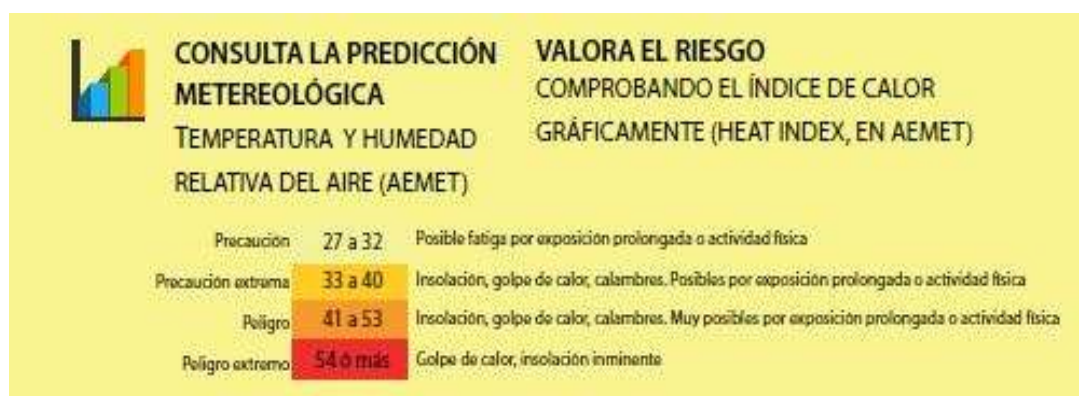 CONSULTA LA PREDICCIÓN
METEREOLÓGICA
TEMPERATURA Y HUMEDAD
RELATIVA DEL AIRE (AEMET)
VALORA EL RIESGO
COMPROBANDO EL ÍNDICE DE CALOR
GRÁFICAMENTE (HEAT INDEX, EN AEMET)
Precaución 27 a 32 Posible fatiga por exposición prolongada o actividad física
Precaución extrema 33 a 40 Insolación, golpe de calor, calambres. Posibles por exposición prolongada o actividad física
Peligro 41 a 53 Insolación, golpe de calor, calambres. Muy posibles por exposición prolongada o actividad física
Peligro extremo 54 ó más Golpe de calor, insolación inminente